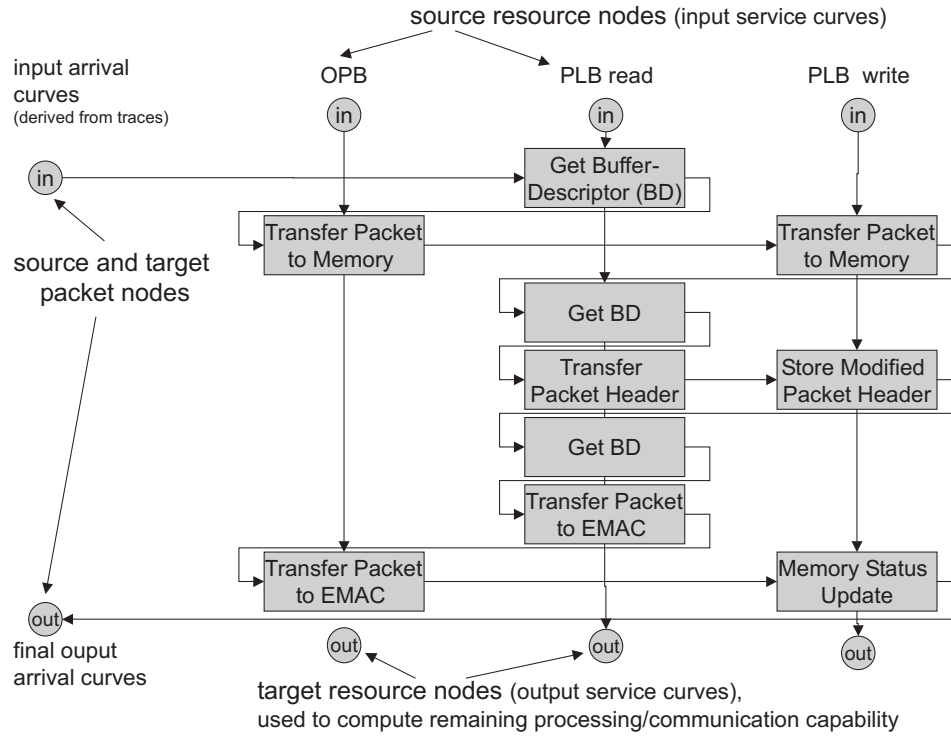 source resource nodes (input service curves)
input arrival
curves
(derived from traces)
OPB
PLB read
PLB write
in
in
in
in
Get Buffer-
Descriptor (BD)
Transfer Packet
to Memory
Transfer Packet
to Memory
source and target
packet nodes
Get BD
Transfer
Packet Header
Store Modified
Packet Header
Get BD
Transfer Packet
to EMAC
Transfer Packet
to EMAC
Memory Status
Update
out
out
out
out
final ouput
arrival curves
target resource nodes (output service curves),
used to compute remaining processing/communication capability